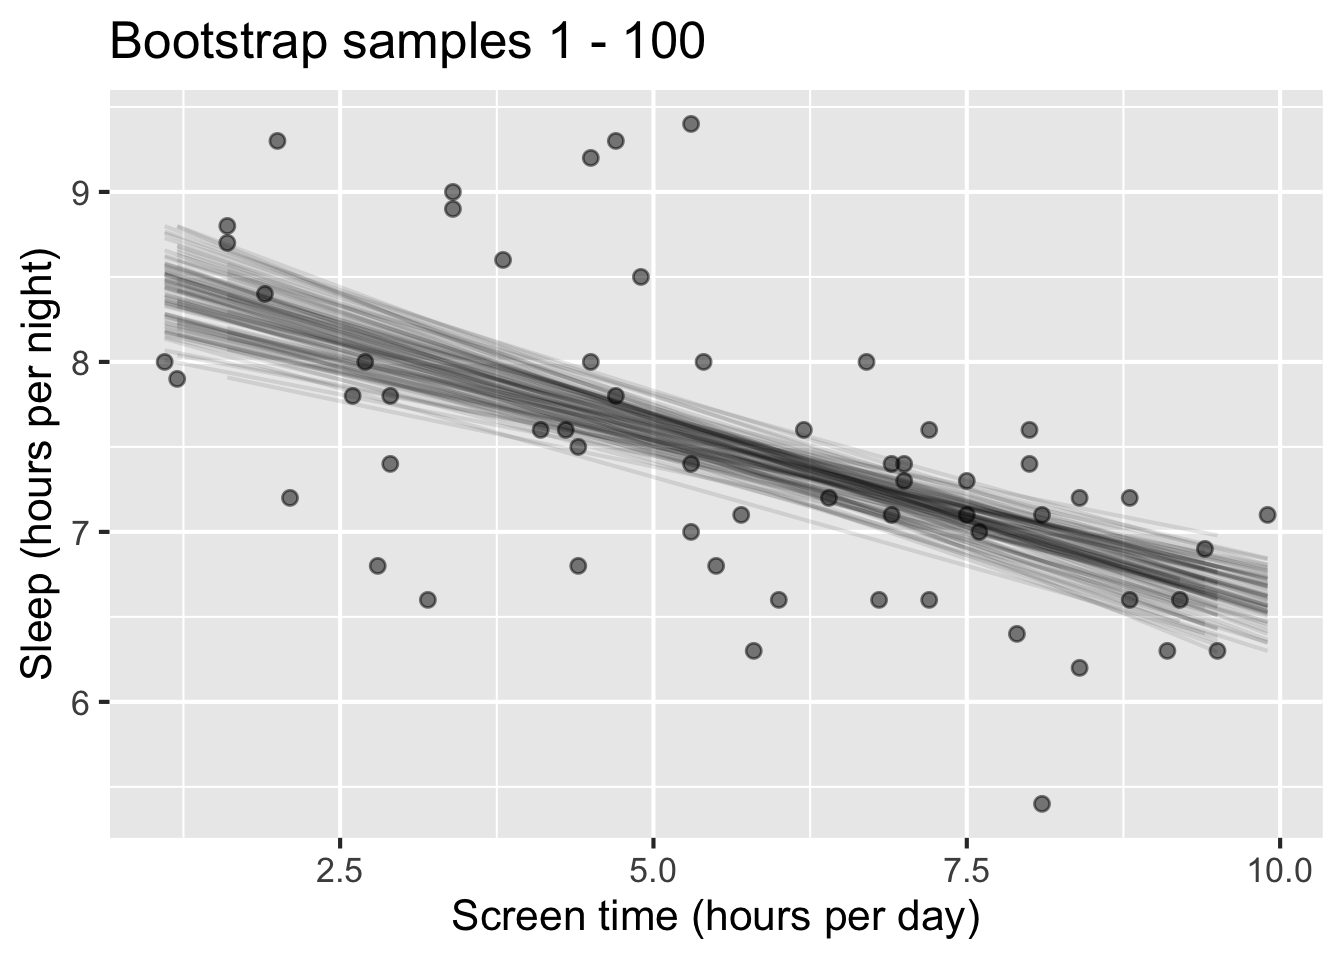 Bootstrap samples 1 - 100
Sleep (hours per night)
9
8
7
6
2.5 5.0 7.5 10.0
Screen time (hours per day)